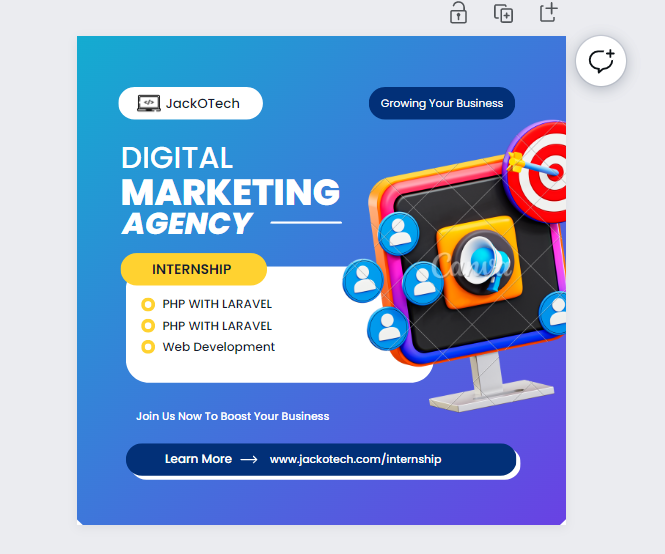 JackOTech
Growing Your Business
DIGITAL
MARKETING
AGENCY
INTERNSHIP
PHP WITH LARAVEL
PHP WITH LARAVEL
Web Development
Canva
Join Us Now To Boost Your Business
Learn More → www.jackotech.com/internship